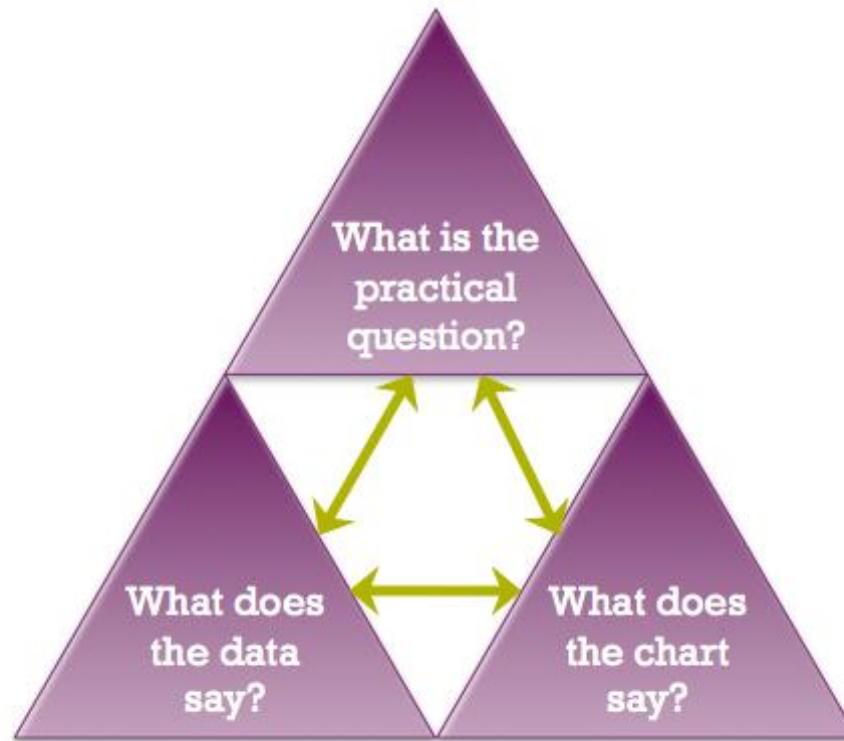 What is the
practical
question?
What does
the data
say?
What does
the chart
say?